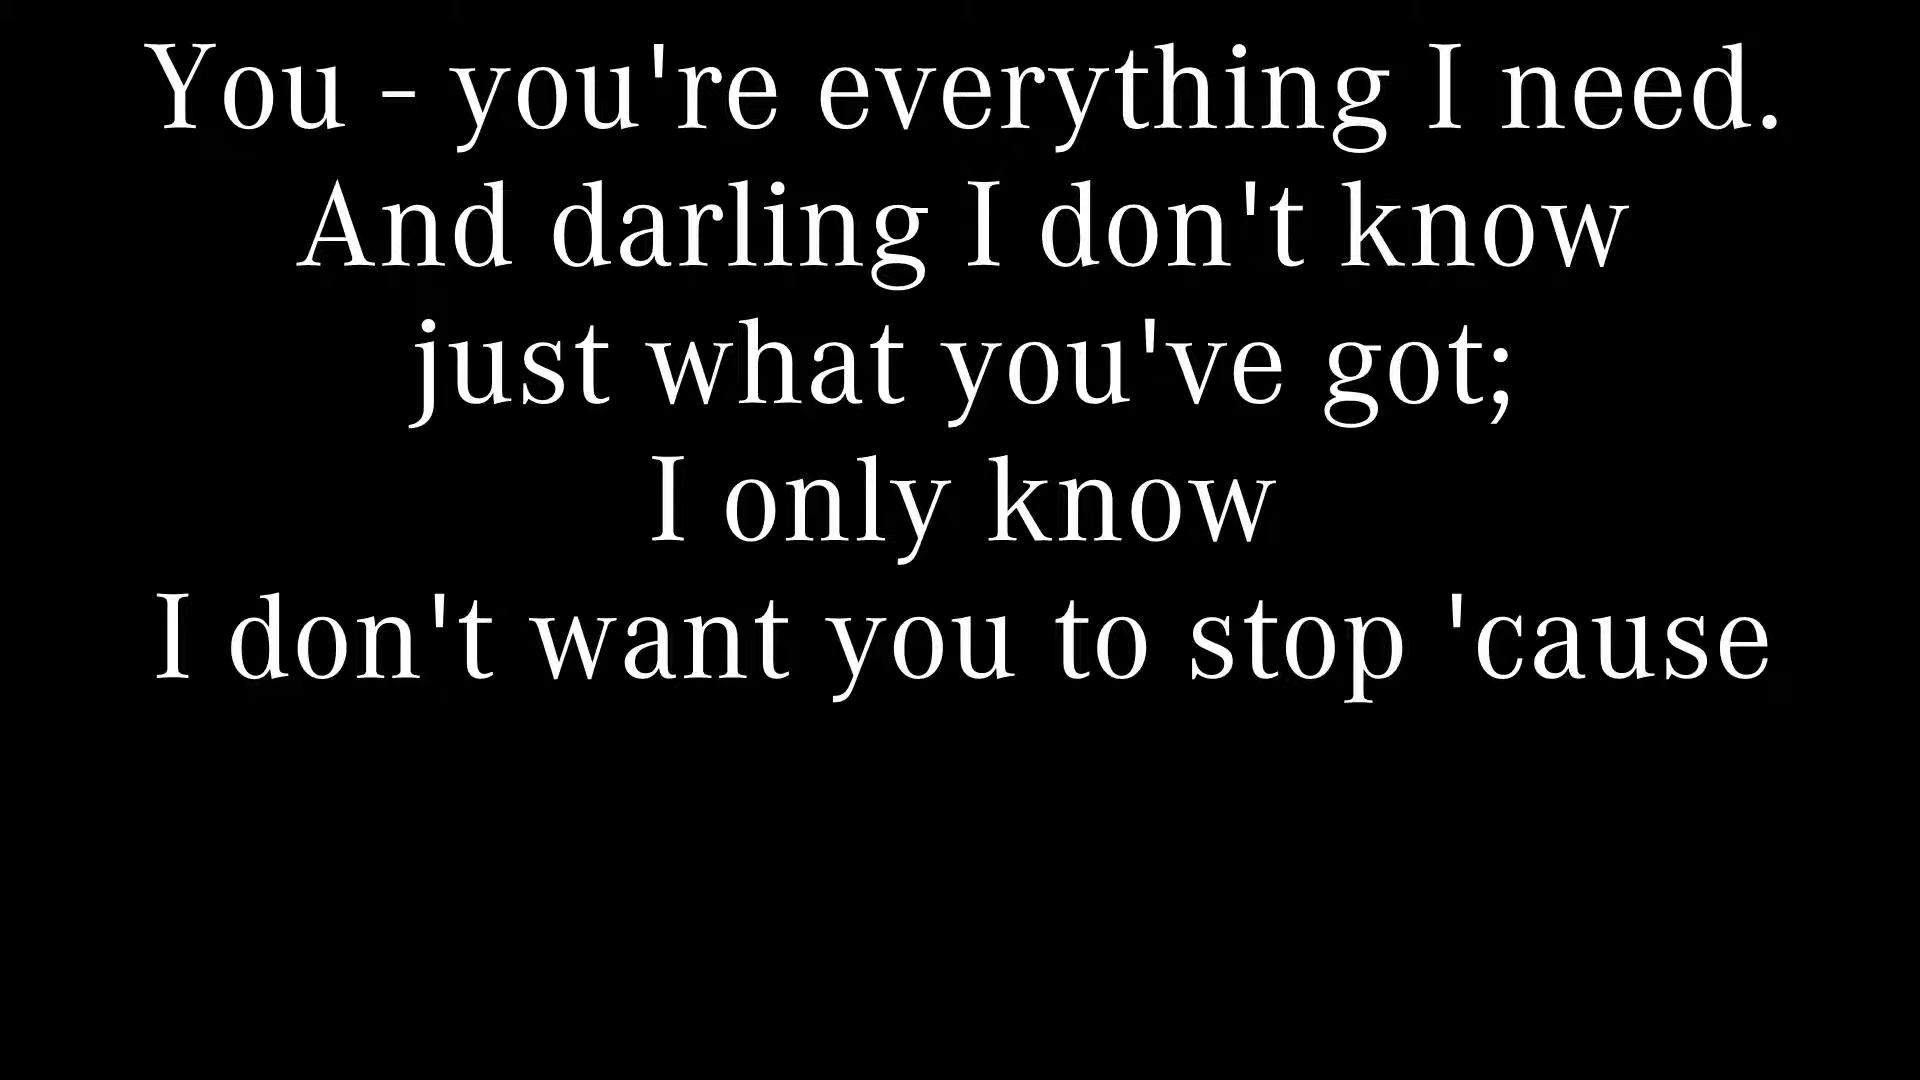 You - you're everything I need.
And darling I don't know
just what you've got;
I only know
I don't want you to stop 'cause